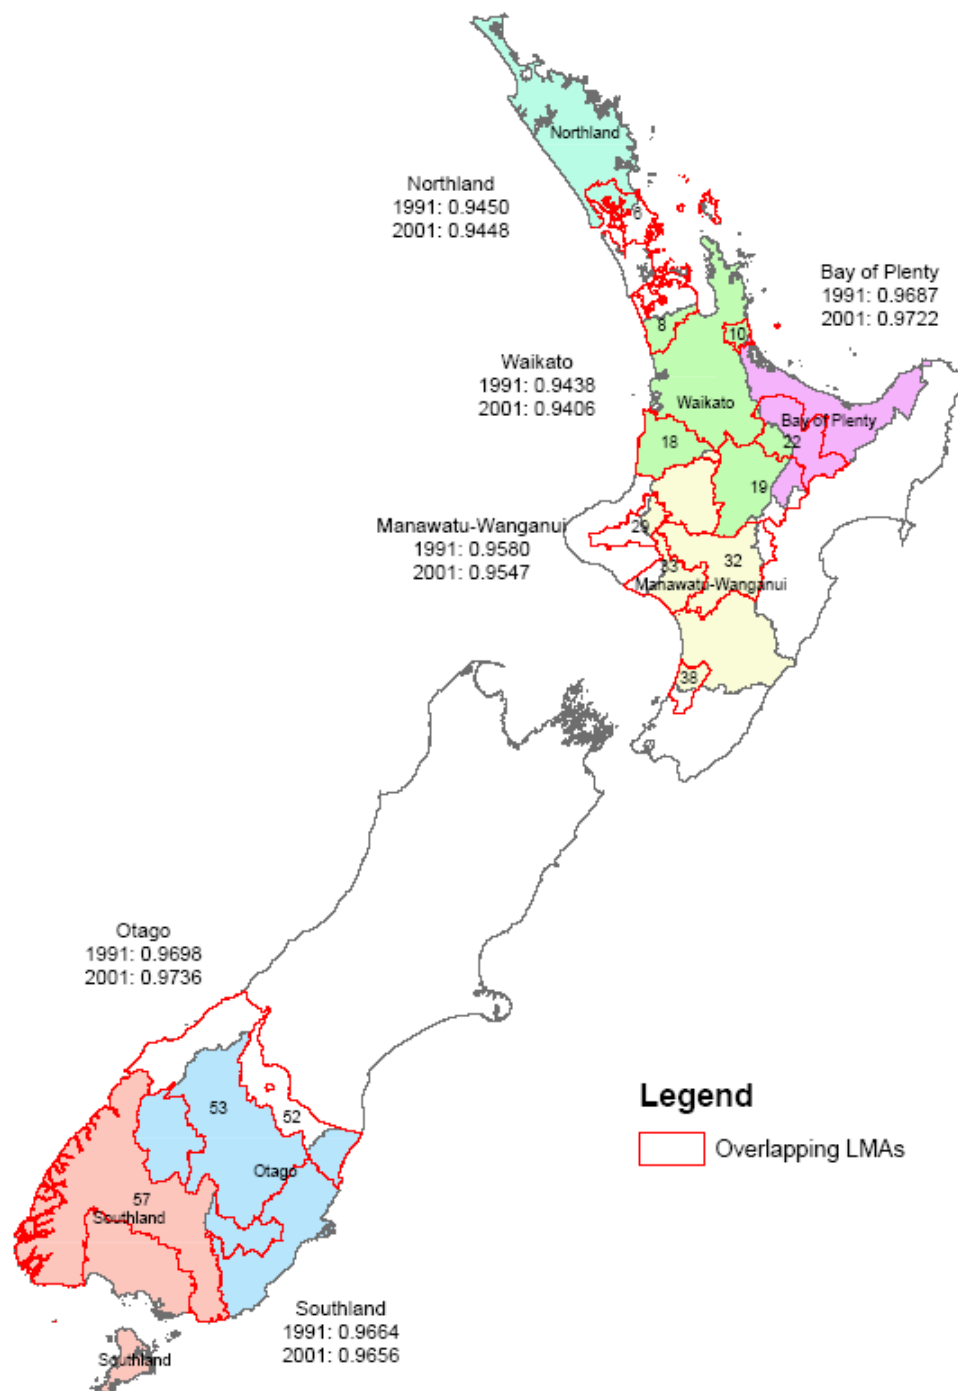 Northland
Northland
1991: 0.9450
2001: 0.9448
6
Bay of Plenty
1991: 0.9687
2001: 0.9722
8
10
Waikato
1991: 0.9438
2001: 0.9406
Waikato
Bay of Plenty
18
22
19
Manawatu-Wanganui
1991: 0.9580
2001: 0.9547
29
33
32
Manawatu-Wanganui
38
Otago
1991: 0.9698
2001: 0.9736
Legend
Overlapping LMAs
53
52
Otago
57
Southland
Southland
1991: 0.9664
2001: 0.9656
Southland